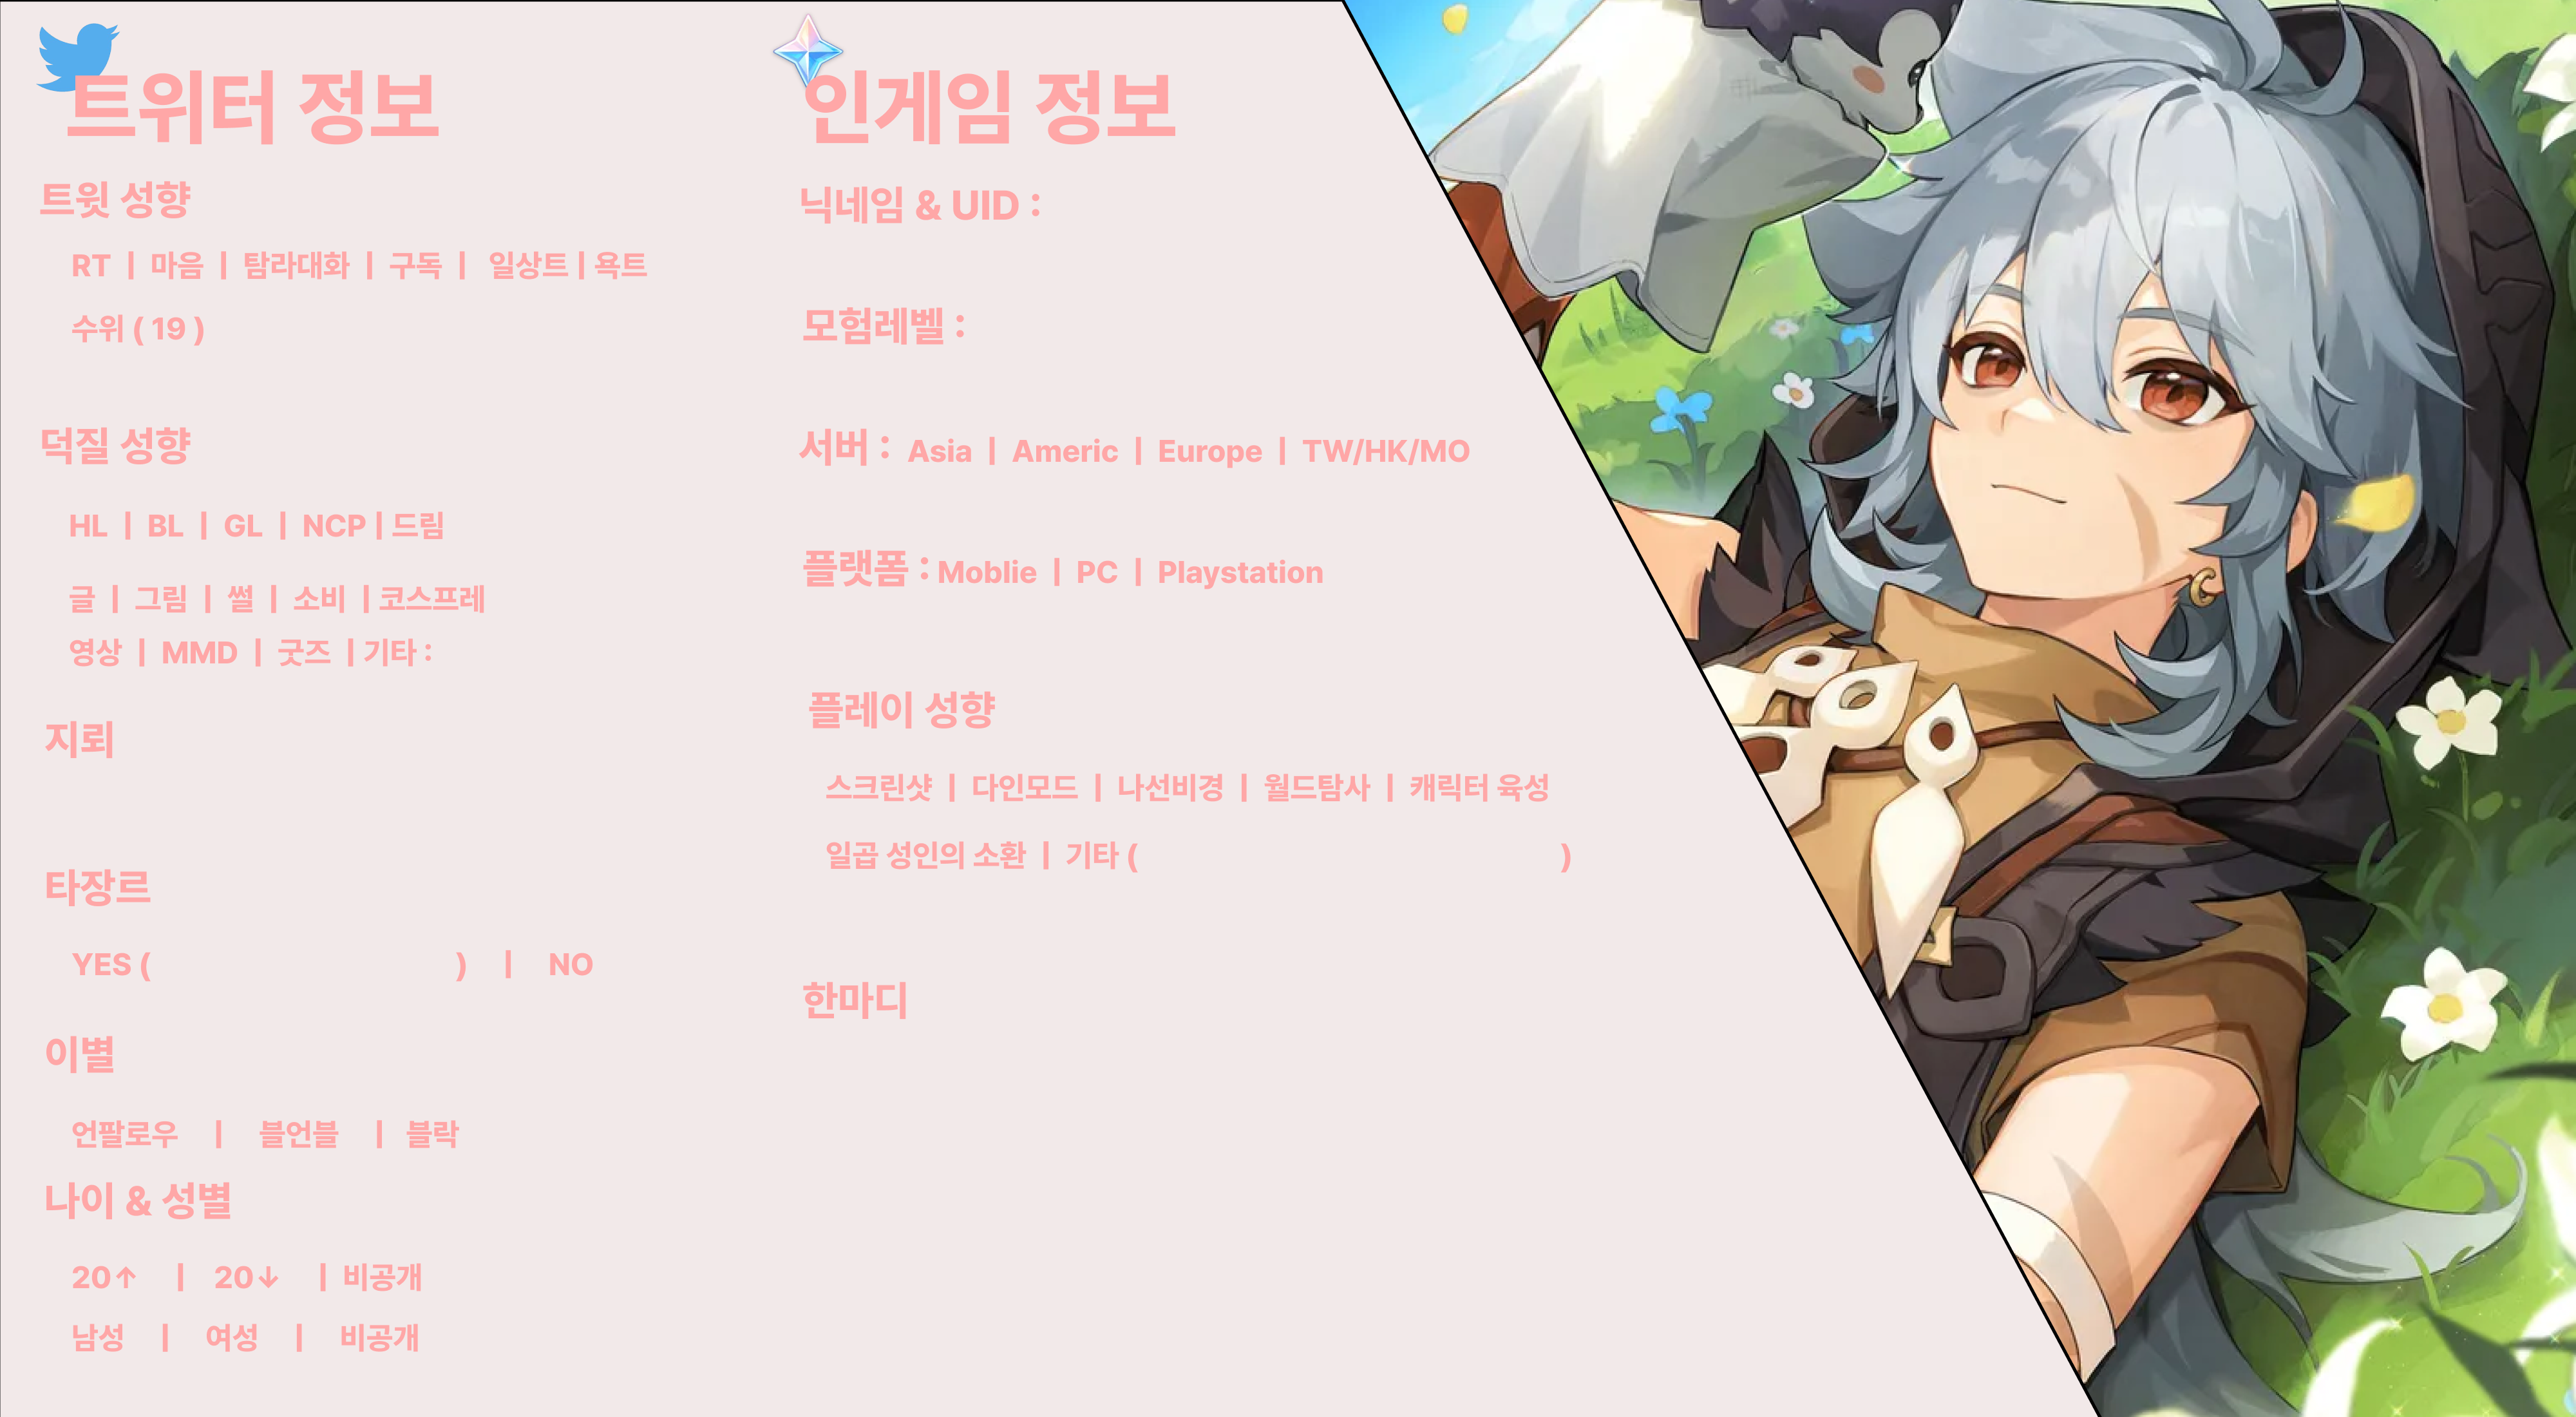 트위터 정보
트윗 성향
RT | 마음 | 탐라대화 | 구독 | 일상트 | 욕트
수위 ( 19 )
덕질 성향
HL | BL | GL | NCP | 드림
글 | 그림 | 썰 | 소비 | 코스프레
영상 | MMD | 굿즈 | 기타 :
지뢰
타장르
YES ( ) | NO
이별
언팔로우 | 블언블 | 블락
나이 & 성별
20↑ | 20↓ | 비공개
남성 | 여성 | 비공개
인게임 정보
닉네임 & UID :
모험레벨 :
서버 : Asia | Americ | Europe | TW/HK/MO
플랫폼 : Moblie | PC | Playstation
플레이 성향
스크린샷 | 다인모드 | 나선비경 | 월드탐사 | 캐릭터 육성
일곱 성인의 소환 | 기타 ( )
한마디